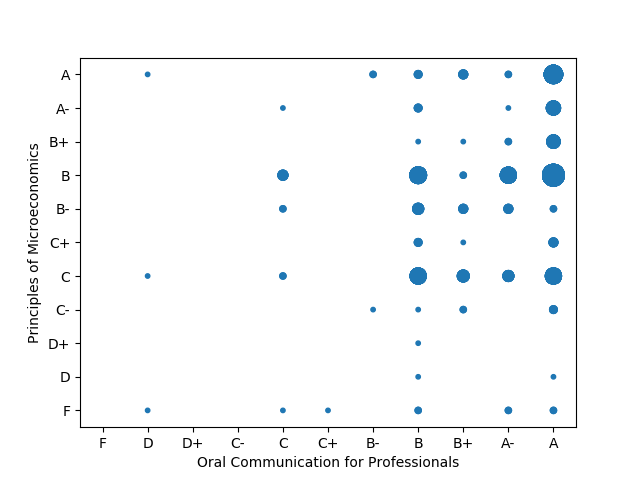 A
A-
B+
B
B-
C+
C
C-
D+
D
F
Principles of Microeconomics
F D D+ C- C C+ B- B B+ A- A
Oral Communication for Professionals